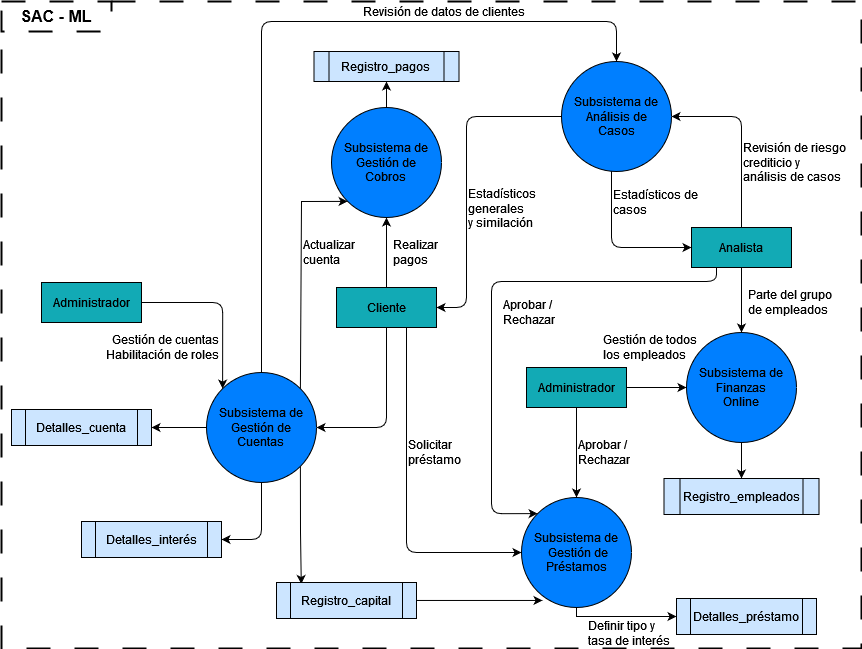 SAC - ML
Revisión de datos de clientes
Registro_pagos
Subsistema de
Análisis de
Casos
Subsistema de
Gestión de
Cobros
Revisión de riesgo
crediticio y
análisis de casos
Estadísticos
generales
y similación
Estadísticos de
casos
Actualizar
cuenta
Realizar
pagos
Analista
Administrador
Cliente
Aprobar /
Rechazar
Parte del grupo
de empleados
Gestión de cuentas
Habilitación de roles
Gestión de todos
los empleados
Subsistema de
Finanzas
Online
Administrador
Subsistema de
Gestión de
Cuentas
Detalles_cuenta
Solicitar
préstamo
Aprobar /
Rechazar
Registro_empleados
Detalles_interés
Subsistema de
Gestión de
Préstamos
Registro_capital
Definir tipo y
tasa de interés
Detalles_préstamo